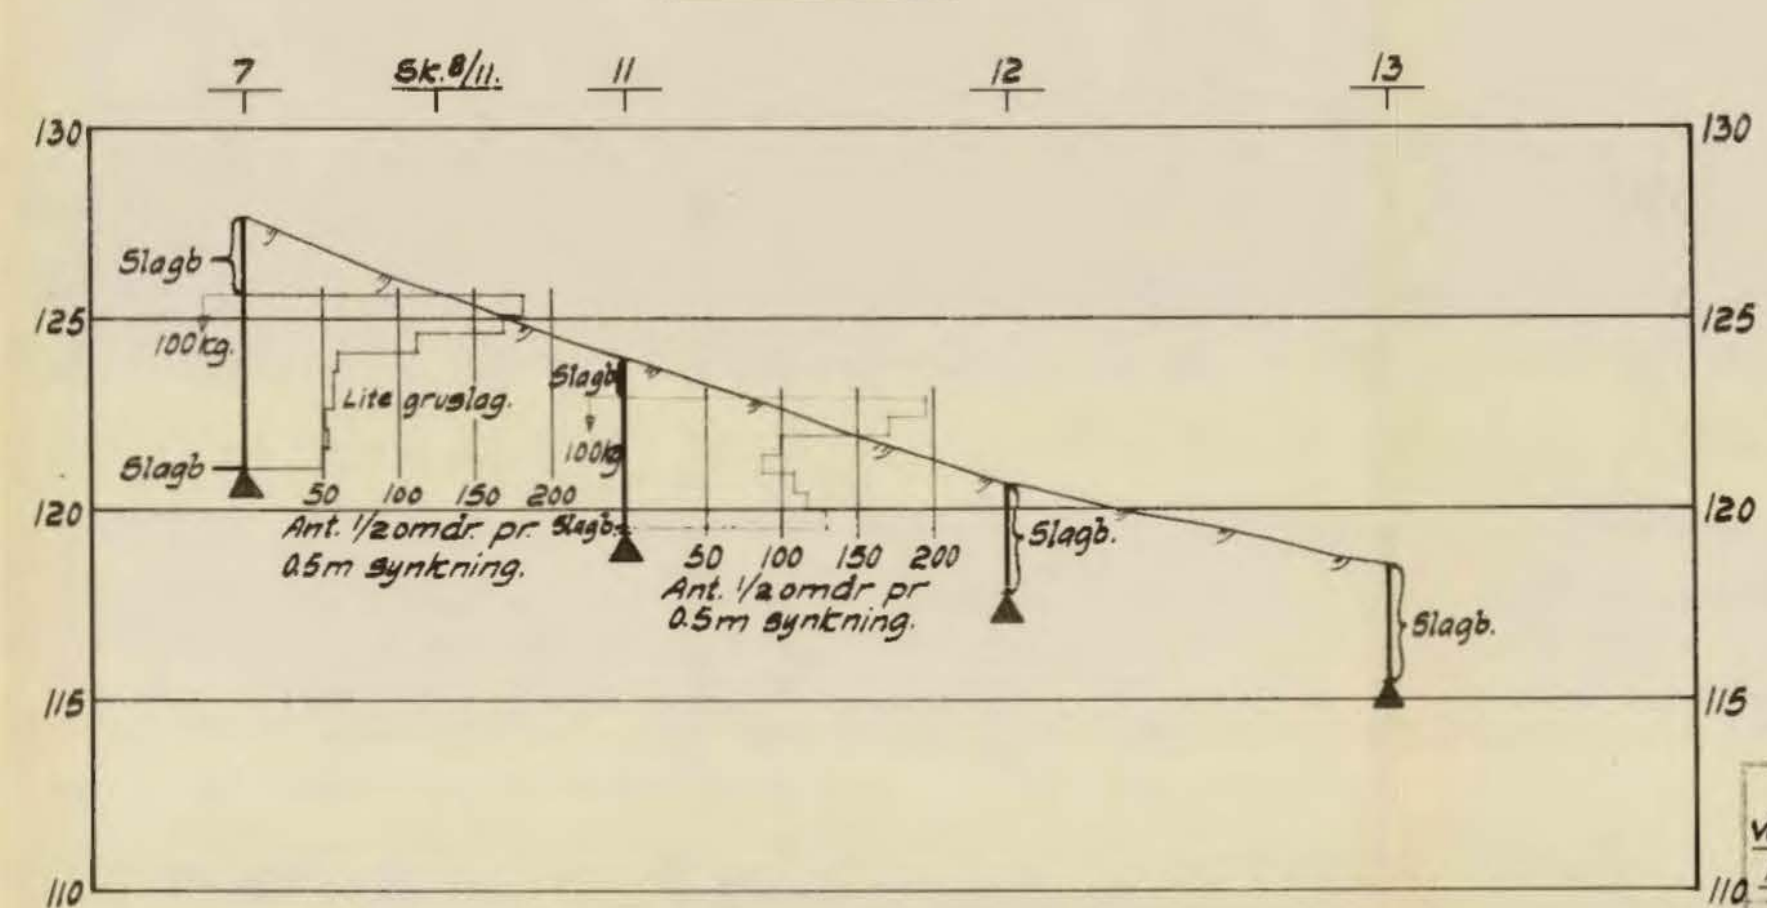 7 Sk. 8/11. 11 12 13
130 130
Slagb
125 125
100 kg.
Slagb
Lite gruslag.
100kg
Slagb
50 100 150 200
120 120
Ant. 1/2 omdr. pr.
0.5m synkning.
Slagb.
Slagb.
50 100 150 200
Ant. 1/2 omdr pr
0.5m synkning.
Slagb.
115 115
110 110